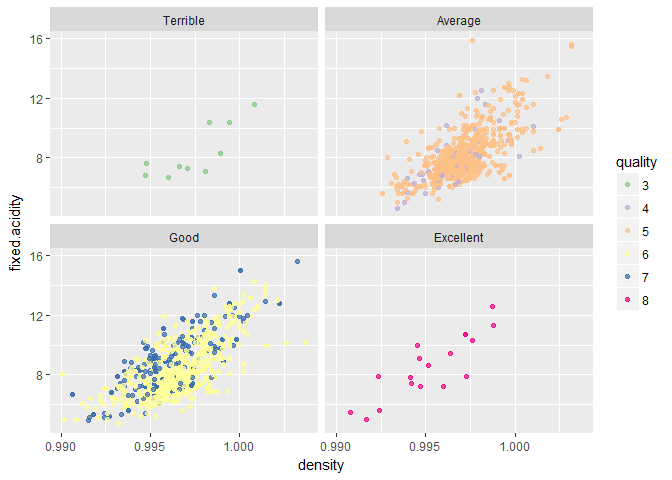 Terrible
Average
16
12
8
fixed.acidity
Good
Excellent
16
12
8
0.990
0.995
1.000
0.990
0.995
1.000
density
quality
3
4
5
6
7
8